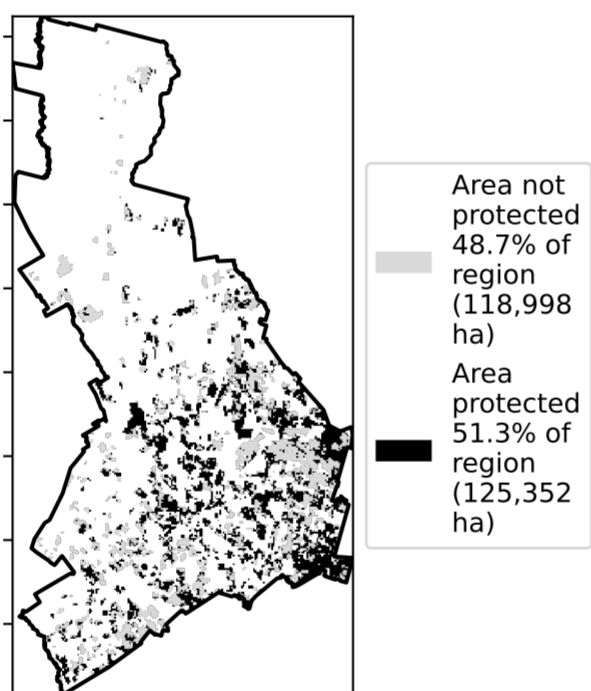 Area not
protected
48.7% of
region
(118,998
ha)
Area
protected
51.3% of
region
(125,352
ha)